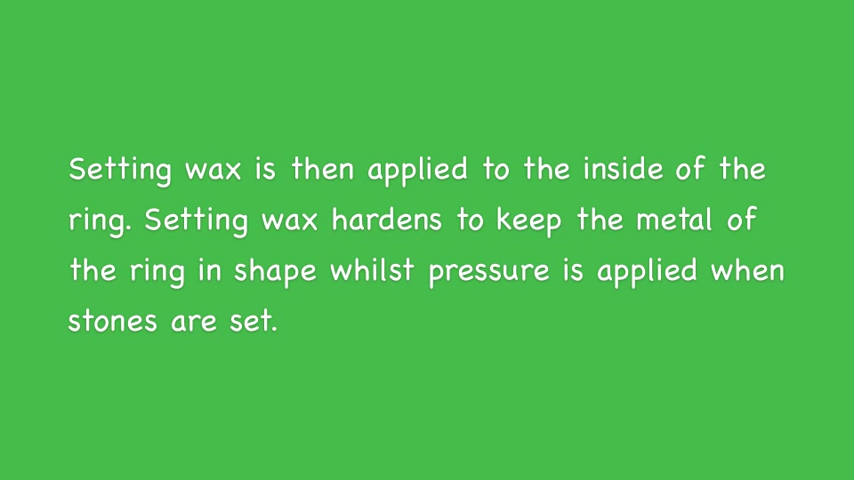 Setting wax is then applied to the inside of the
ring. Setting wax hardens to keep the metal of
the ring in shape whilst pressure is applied when
stones are set.